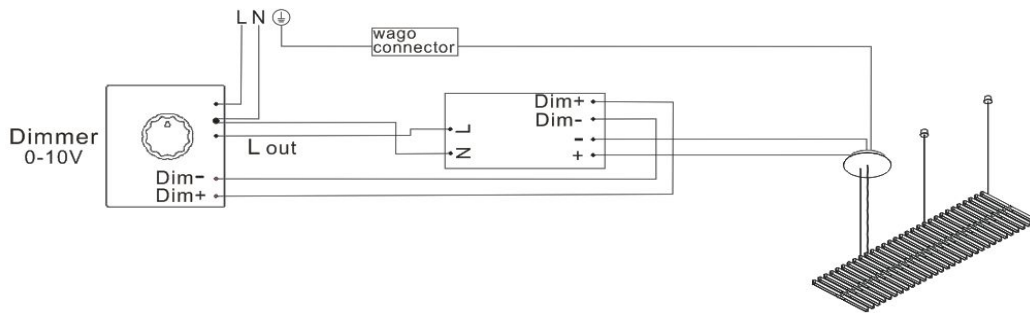 L N
wago
connector
Dimmer
0-10V
L out
Dim-
Dim+
L
N
Dim+
Dim-
-
+